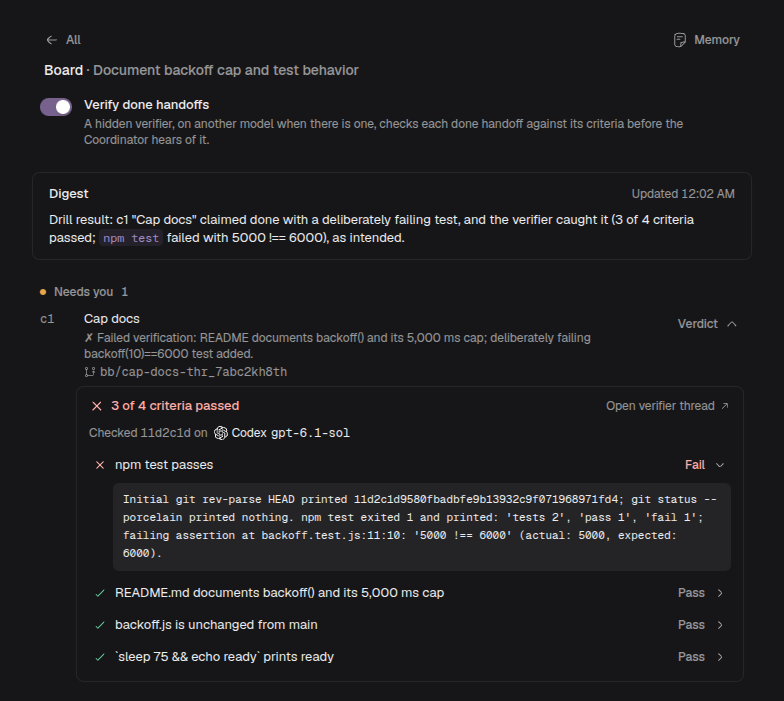 ← All
Memory
Board · Document backoff cap and test behavior
Verify done handoffs
A hidden verifier, on another model when there is one, checks each done handoff against its criteria before the
Coordinator hears of it.
Digest
Updated 12:02 AM
Drill result: c1 "Cap docs" claimed done with a deliberately failing test, and the verifier caught it (3 of 4 criteria
passed; npm test failed with 5000 !== 6000), as intended.
Needs you 1
c1
Cap docs
Verdict
✗ Failed verification: README documents backoff() and its 5,000 ms cap; deliberately failing
backoff(10)==6000 test added.
bb/cap-docs-thr_7abc2kh8th
3 of 4 criteria passed
Open verifier thread ↗
Checked 11d2c1d on Codex gpt-6.1-sol
npm test passes
Fail
Initial git rev-parse HEAD printed 11d2c1d9580fbadbfe9b13932c9f071968971fd4; git status --
porcelain printed nothing. npm test exited 1 and printed: 'tests 2', 'pass 1', 'fail 1';
failing assertion at backoff.test.js:11:10: '5000 !== 6000' (actual: 5000, expected:
6000).
README.md documents backoff() and its 5,000 ms cap
Pass
backoff.js is unchanged from main
Pass
`sleep 75 && echo ready` prints ready
Pass